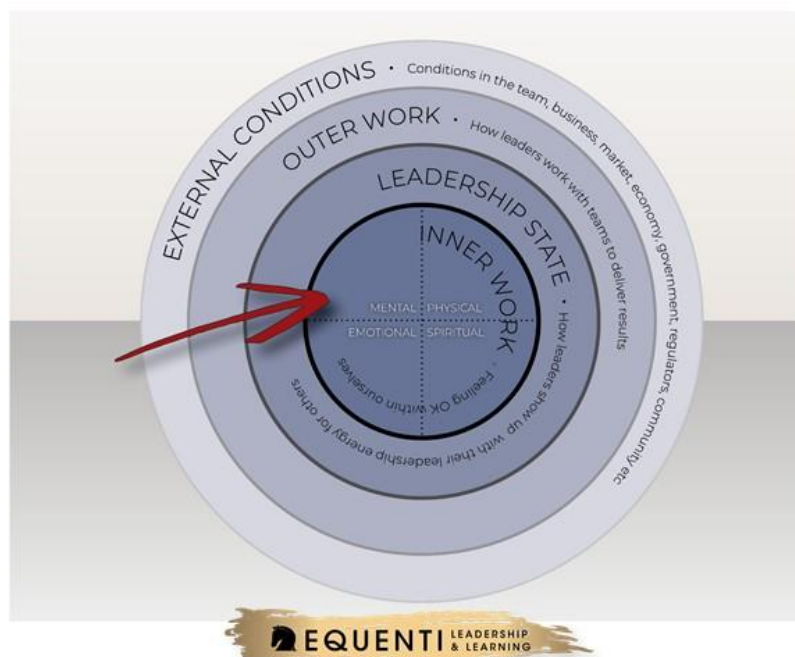 EXTERNAL CONDITIONS • Conditions in the team, business, market, economy, government, regulators, community etc
OUTER WORK • How leaders work with teams to deliver results
LEADERSHIP STATE • How leaders show up with their leadership energy for others
INNER WORK • Feeling OK within ourselves
MENTAL PHYSICAL
EMOTIONAL SPIRITUAL
EQUENTI LEADERSHIP & LEARNING